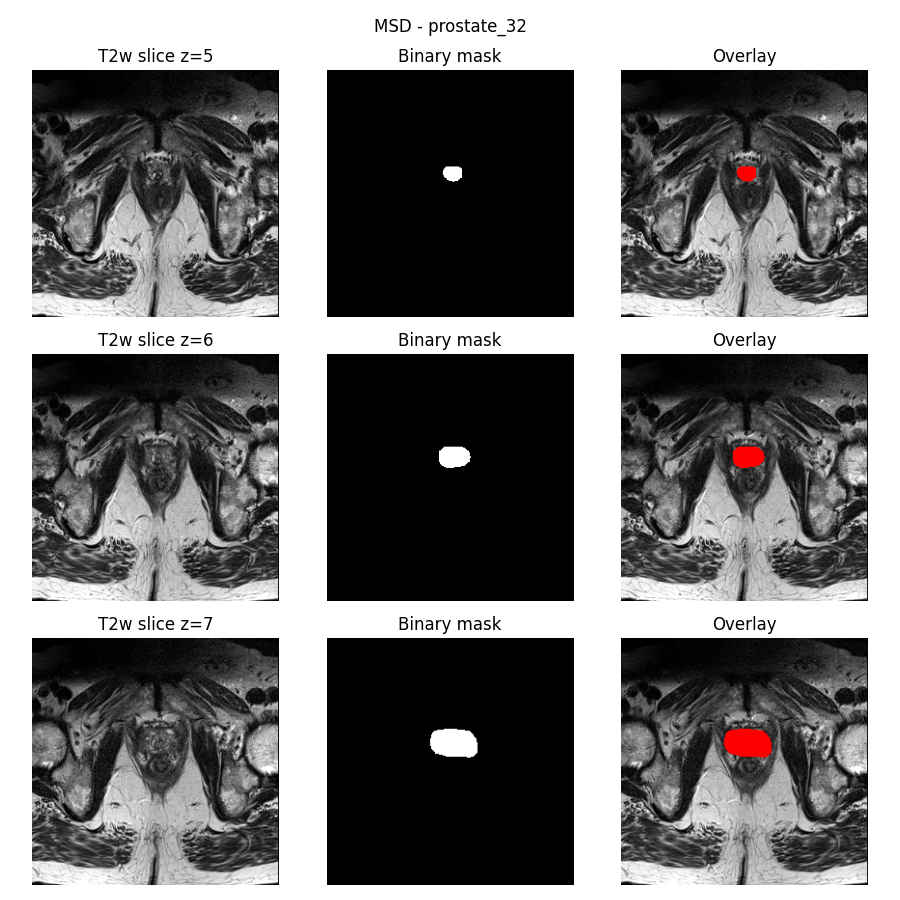 MSD - prostate_32
T2w slice z=5
Binary mask
Overlay
T2w slice z=6
Binary mask
Overlay
T2w slice z=7
Binary mask
Overlay